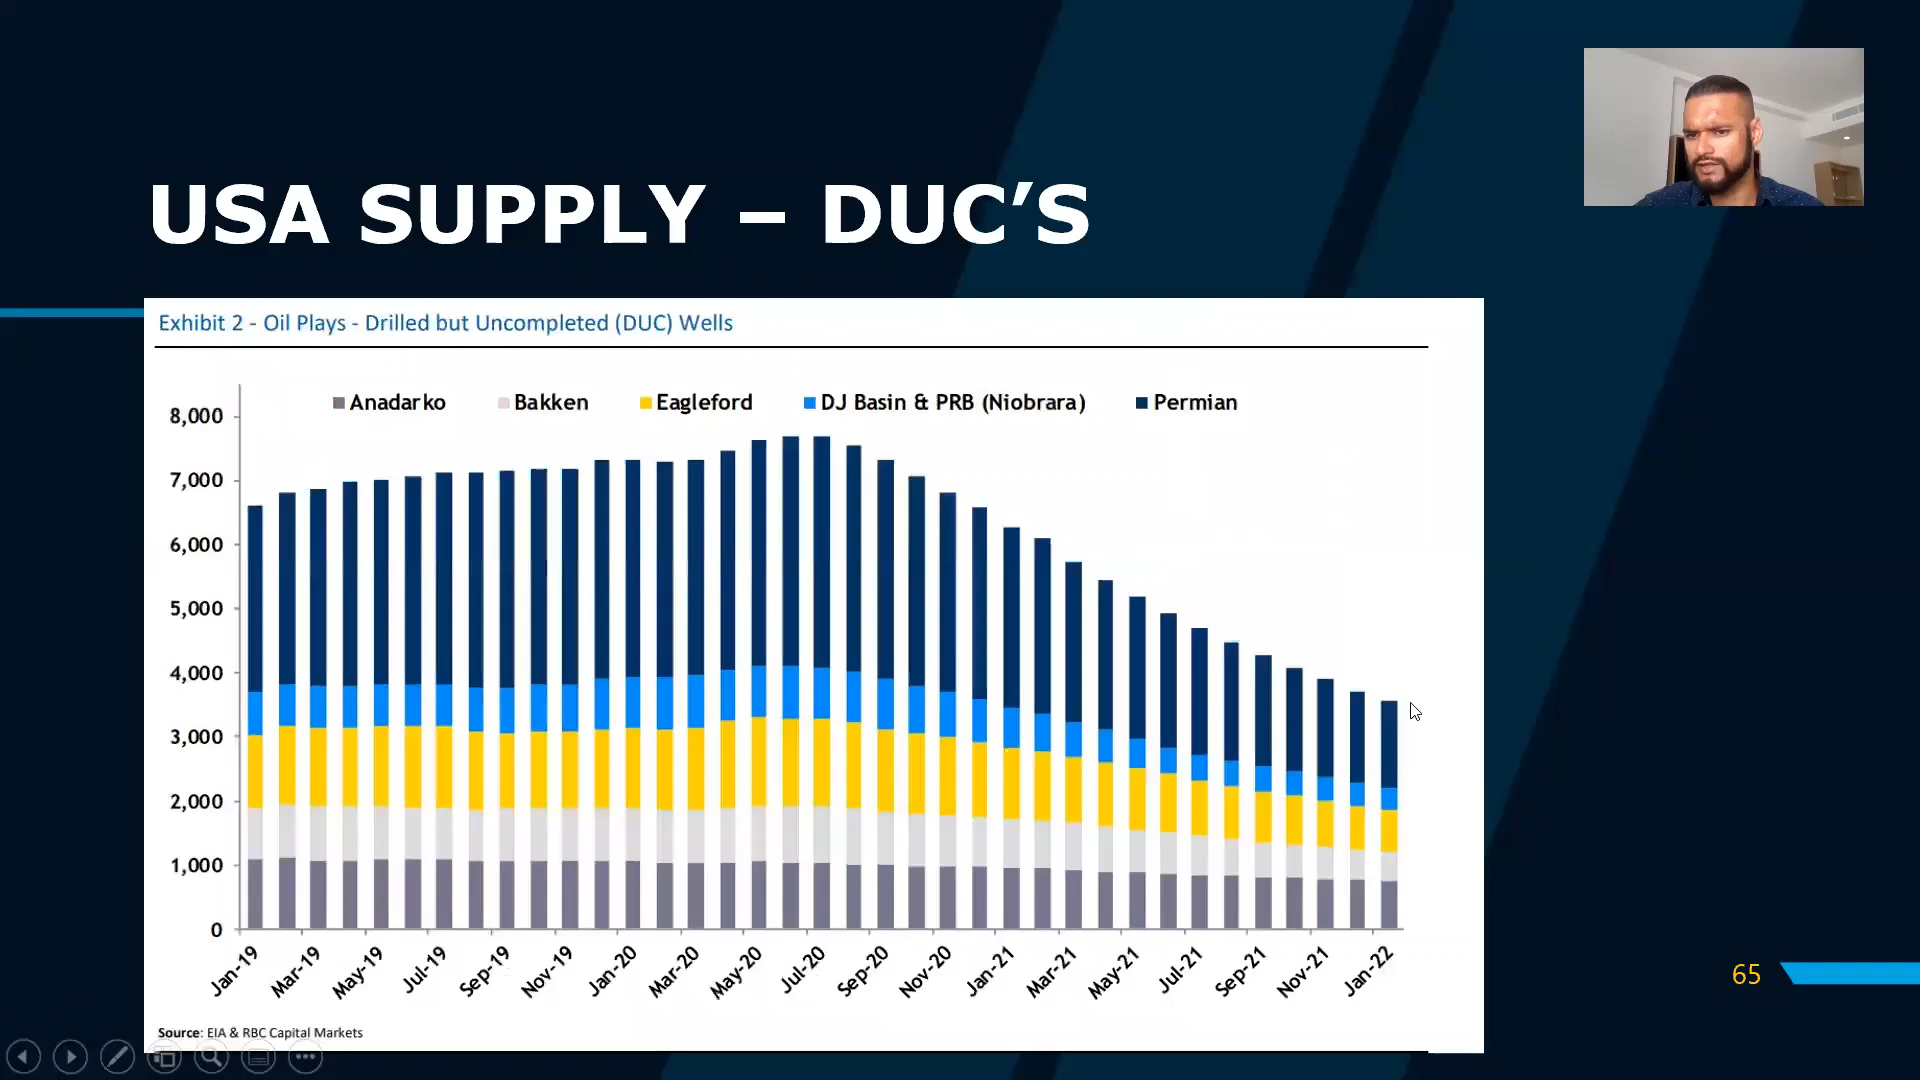 USA SUPPLY – DUC’S
Exhibit 2 - Oil Plays - Drilled but Uncompleted (DUC) Wells
Anadarko Bakken Eagleford DJ Basin & PRB (Niobrara) Permian
8,000
7,000
6,000
5,000
4,000
3,000
2,000
1,000
0
Jan-19 Mar-19 May-19 Jul-19 Sep-19 Nov-19 Jan-20 Mar-20 May-20 Jul-20 Sep-20 Nov-20 Jan-21 Mar-21 May-21 Jul-21 Sep-21 Nov-21 Jan-22
65
Source: EIA & RBC Capital Markets